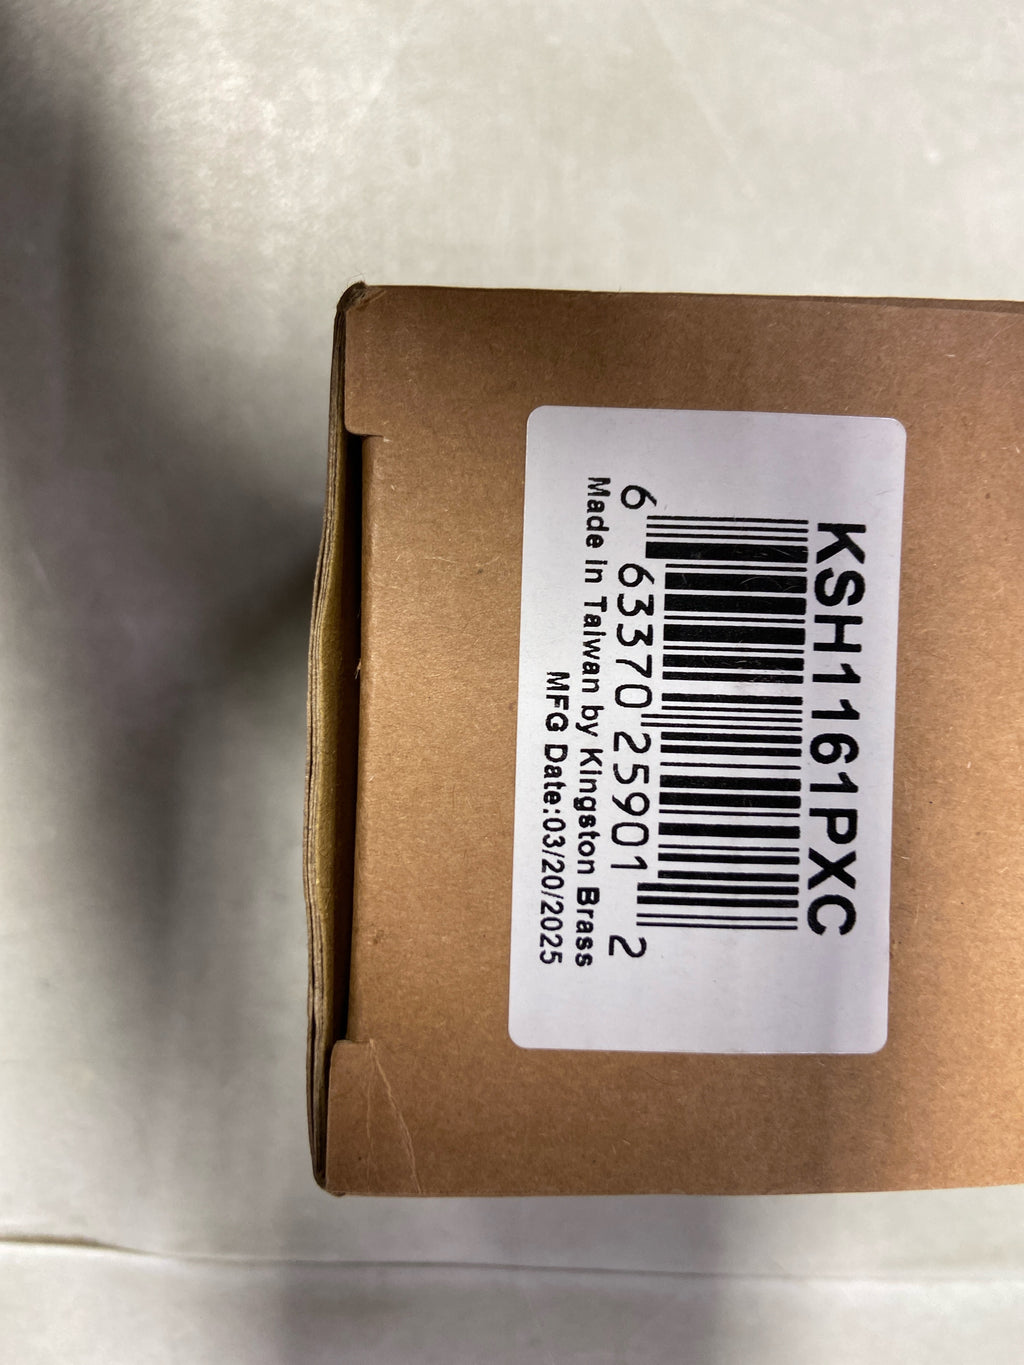 KSH1161PXC
6 63370 25901 2
Made in Taiwan by Kingston Brass
MFG Date:03/20/2025